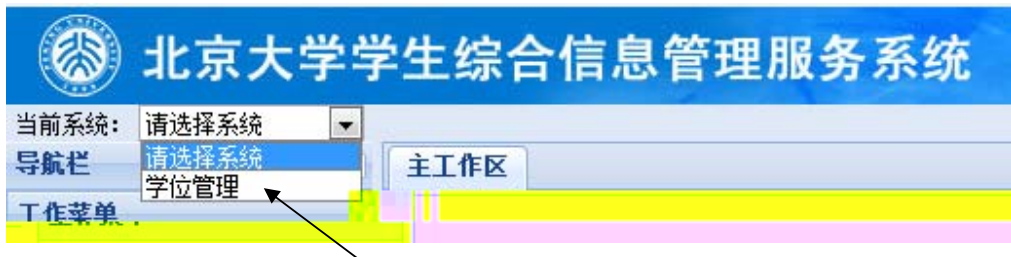 北京大学学生综合信息管理服务系统
当前系统： 请选择系统
导航栏 请选择系统 主工作区
学位管理
工作菜单